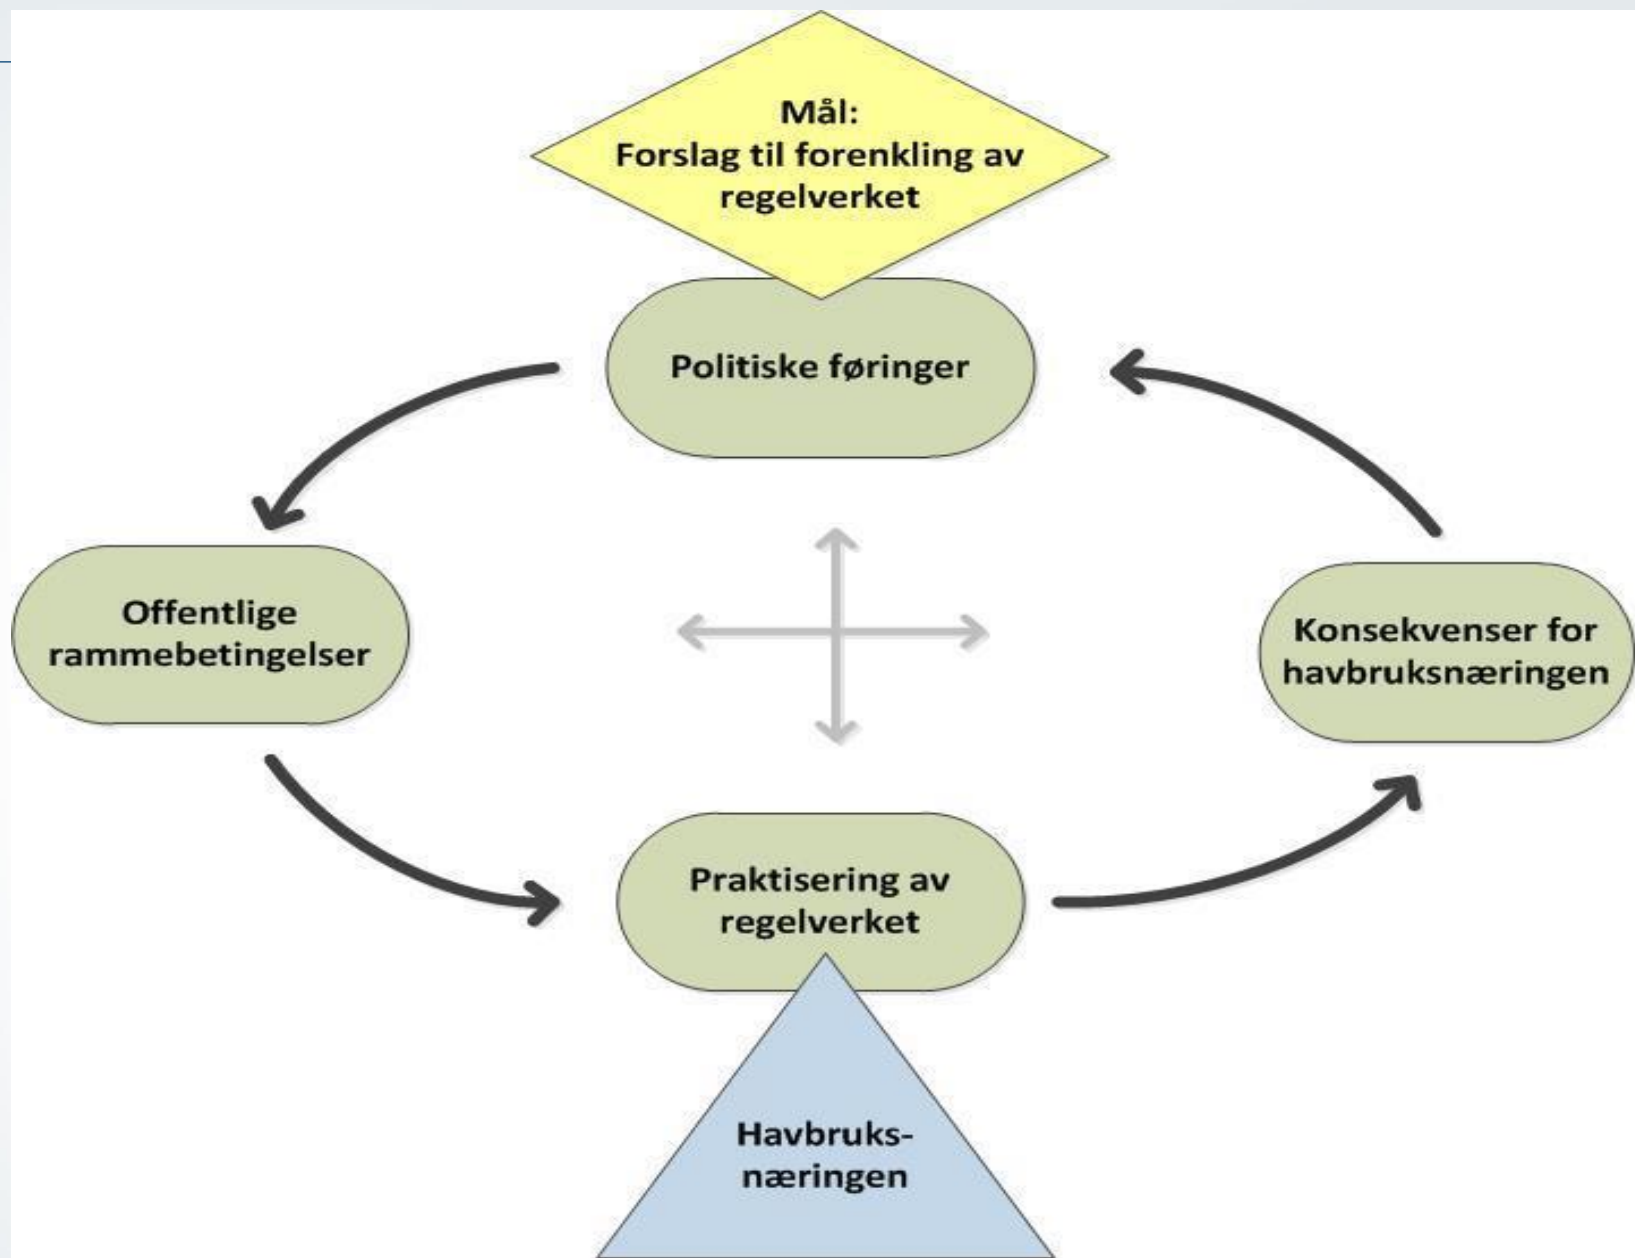 Mål:
Forslag til forenkling av
regelverket
Politiske føringer
Offentlige
rammebetingelser
Konsekvenser for
havbruksnæringen
Praktisering av
regelverket
Havbruks-
næringen